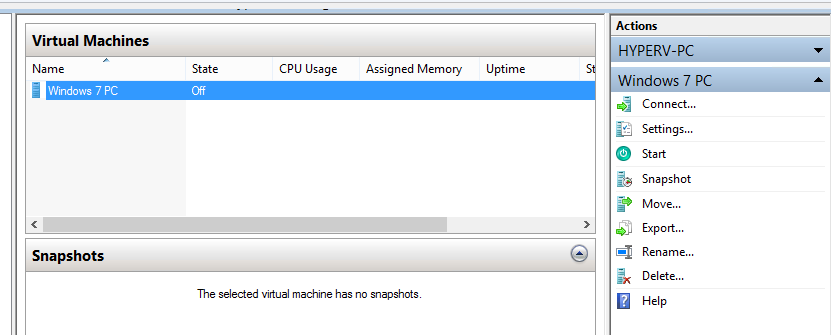 Virtual Machines
Name State CPU Usage Assigned Memory Uptime St
Windows 7 PC Off
Snapshots
The selected virtual machine has no snapshots.
Actions
HYPERV-PC
Windows 7 PC
Connect...
Settings...
Start
Snapshot
Move...
Export...
Rename...
Delete...
Help